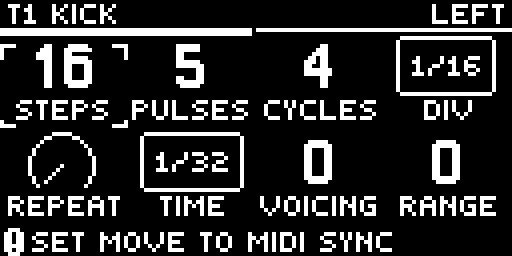 T1 KICK LEFT
16 5 4 1/16
STEPS PULSES CYCLES DIV
1/32 0 0
REPEAT TIME VOICING RANGE
! SET MOVE TO MIDI SYNC